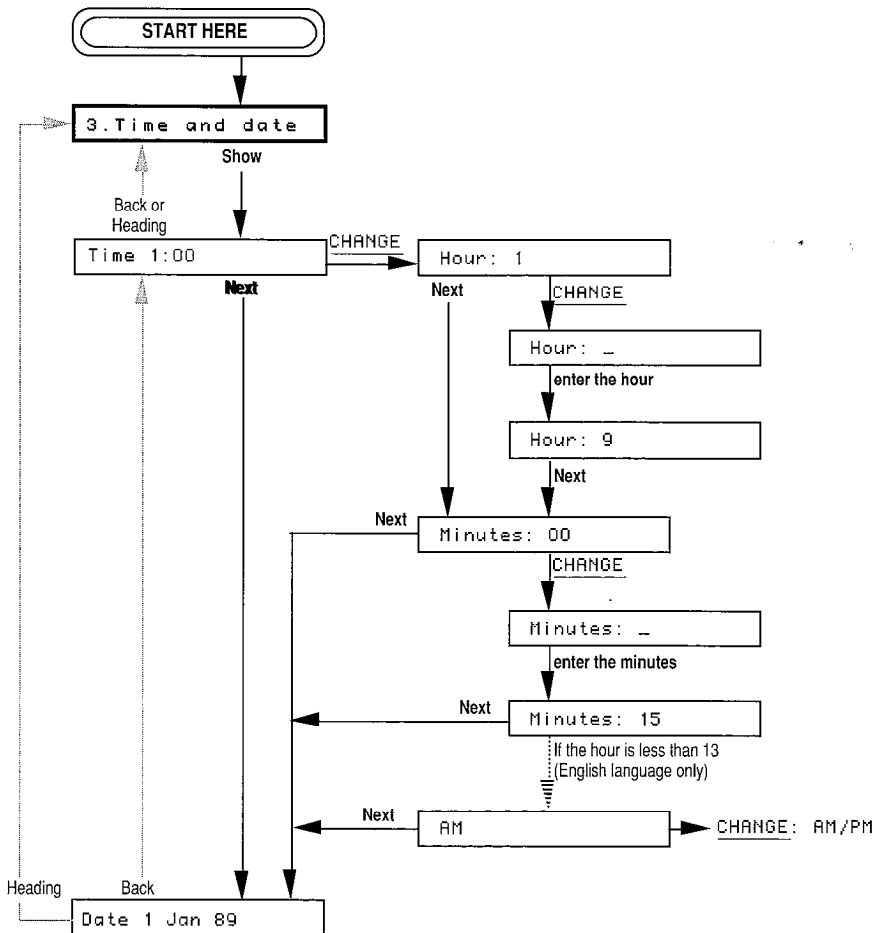 START HERE
3.Time and date
Show
Back or
Heading
Time 1:00
CHANGE
Hour: 1
Next
Next
CHANGE
Hour: _
enter the hour
Hour: 9
Next
Next
Minutes: 00
CHANGE
Minutes: _
enter the minutes
Next
Minutes: 15
If the hour is less than 13
(English language only)
Next
AM
CHANGE: AM/PM
Heading
Back
Date 1 Jan 89